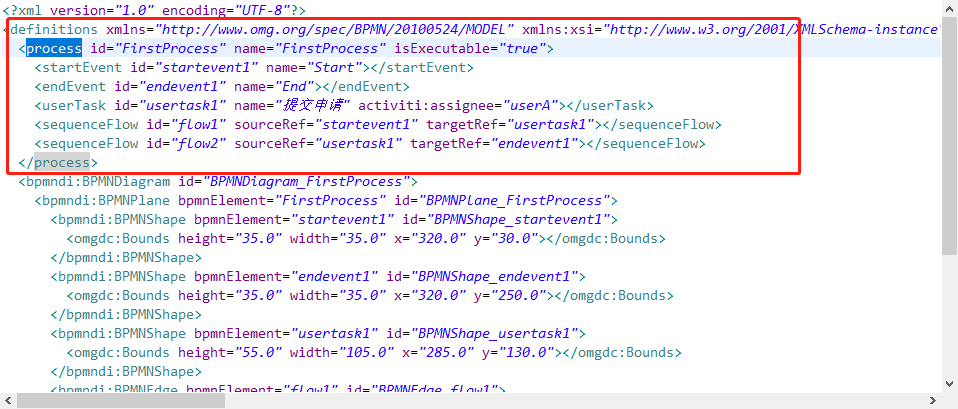 <?xml version="1.0" encoding="UTF-8"?>
<definitions xmlns="http://www.omg.org/spec/BPMN/20100524/MODEL" xmlns:xsi="http://www.w3.org/2001/XMLSchema-instance"
<process id="FirstProcess" name="FirstProcess" isExecutable="true">
<startEvent id="startevent1" name="Start"></startEvent>
<endEvent id="endevent1" name="End"></endEvent>
<userTask id="usertask1" name="提交申请" activiti:assignee="userA"></userTask>
<sequenceFlow id="flow1" sourceRef="startevent1" targetRef="usertask1"></sequenceFlow>
<sequenceFlow id="flow2" sourceRef="usertask1" targetRef="endevent1"></sequenceFlow>
</process>
<bpmndi:BPMNDiagram id="BPMNDiagram_FirstProcess">
<bpmndi:BPMNPlane bpmnElement="FirstProcess" id="BPMNPlane_FirstProcess">
<bpmndi:BPMNShape bpmnElement="startevent1" id="BPMNShape_startevent1">
<omgdc:Bounds height="35.0" width="35.0" x="320.0" y="30.0"></omgdc:Bounds>
</bpmndi:BPMNShape>
<bpmndi:BPMNShape bpmnElement="endevent1" id="BPMNShape_endevent1">
<omgdc:Bounds height="35.0" width="35.0" x="320.0" y="250.0"></omgdc:Bounds>
</bpmndi:BPMNShape>
<bpmndi:BPMNShape bpmnElement="usertask1" id="BPMNShape_usertask1">
<omgdc:Bounds height="55.0" width="105.0" x="285.0" y="130.0"></omgdc:Bounds>
</bpmndi:BPMNShape>
<bpmndi:BPMNEdge bpmnElement="flow1" id="BPMNEdge_flow1">